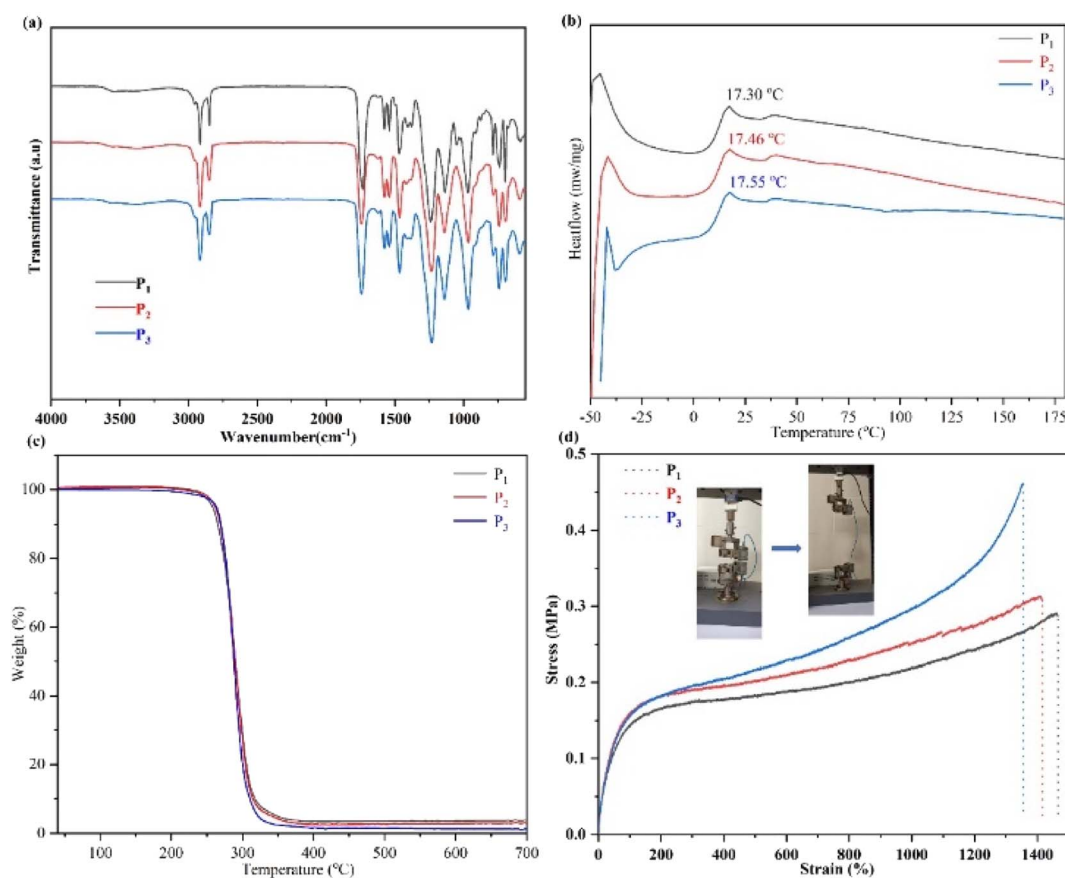 (a)
Transmittance (a.u)
P₁
P₂
P₃
4000 3000 2000 1500 1000
Wavenumber(cm⁻¹)
(b)
Heatflow (mw/mg)
P₁
P₂
P₃
17.30 °C
17.46 °C
17.55 °C
-50 -25 0 25 50 75 100 125 150 175
Temperature (°C)
(c)
Weight (%)
100
80
60
40
20
0
P₁
P₂
P₃
100 200 300 400 500 600 700
Temperature (°C)
(d)
Stress (MPa)
0.5
0.4
0.3
0.2
0.1
0.0
P₁
P₂
P₃
0 200 400 600 800 1000 1200 1400
Strain (%)